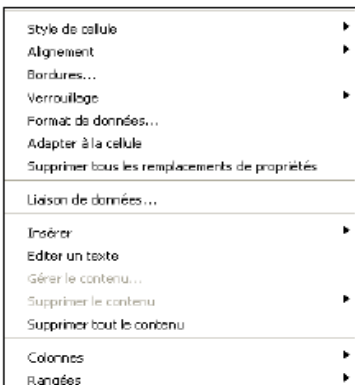 Style de cellule
Alignement
Bordures...
Verrouillage
Format de données...
Adapter à la cellule
Supprimer tous les remplacements de propriétés
Liaison de données...
Insérer
Editer un texte
Gérer le contenu...
Supprimer le contenu
Supprimer tout le contenu
Colonnes
Rangées